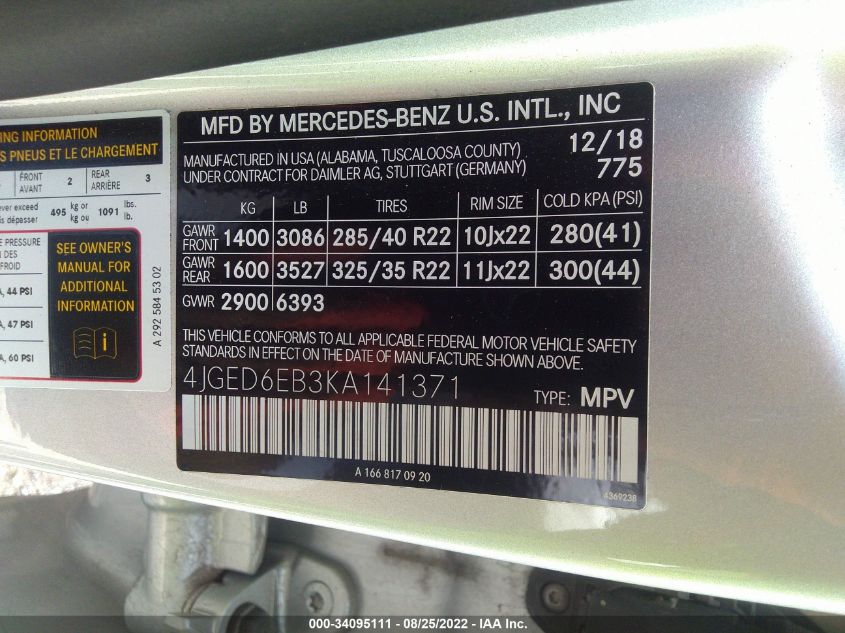 ING INFORMATION
S PNEUS ET LE CHARGEMENT
FRONT AVANT 2 REAR ARRIÈRE 3
ver exceed
is dépasser 495 kg or kg ou 1091 lbs. lb.
E PRESSURE
ON DES
FROID
A, 44 PSI
A, 47 PSI
A, 60 PSI
SEE OWNER'S
MANUAL FOR
ADDITIONAL
INFORMATION
A 292 584 53 02
MFD BY MERCEDES-BENZ U.S. INTL., INC
MANUFACTURED IN USA (ALABAMA, TUSCALOOSA COUNTY) 12/18
UNDER CONTRACT FOR DAIMLER AG, STUTTGART (GERMANY) 775
KG LB TIRES RIM SIZE COLD KPA (PSI)
GAWR FRONT 1400 3086 285/40 R22 10Jx22 280(41)
GAWR REAR 1600 3527 325/35 R22 11Jx22 300(44)
GVWR 2900 6393
THIS VEHICLE CONFORMS TO ALL APPLICABLE FEDERAL MOTOR VEHICLE SAFETY
STANDARDS IN EFFECT ON THE DATE OF MANUFACTURE SHOWN ABOVE.
4JGED6EB3KA141371 TYPE: MPV
A 166 817 09 20
4369238
000-34095111 - 08/25/2022 - IAA Inc.